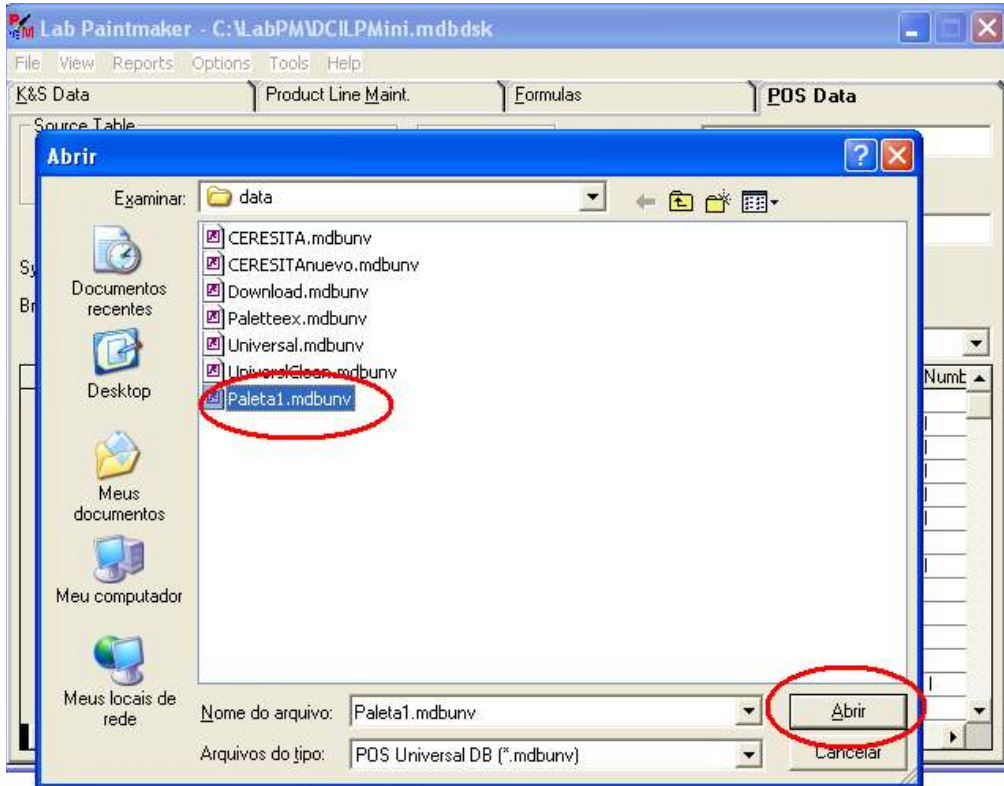 Lab Paintmaker - C:\LabPM\DCILPMini.mdbdsk
File View Reports Options Tools Help
K&S Data Product Line Maint. Formulas POS Data
Source Table
Abrir
Examinar: data
CERESITA.mdbunv
CERESITAnuevo.mdbunv
Download.mdbunv
Paletteex.mdbunv
Universal.mdbunv
UniverslClean.mdbunv
Paleta1.mdbunv
Documentos
recentes
Desktop
Meus
documentos
Meu computador
Meus locais de
rede
Nome do arquivo: Paleta1.mdbunv Abrir
Arquivos do tipo: POS Universal DB (*.mdbunv) Cancelar